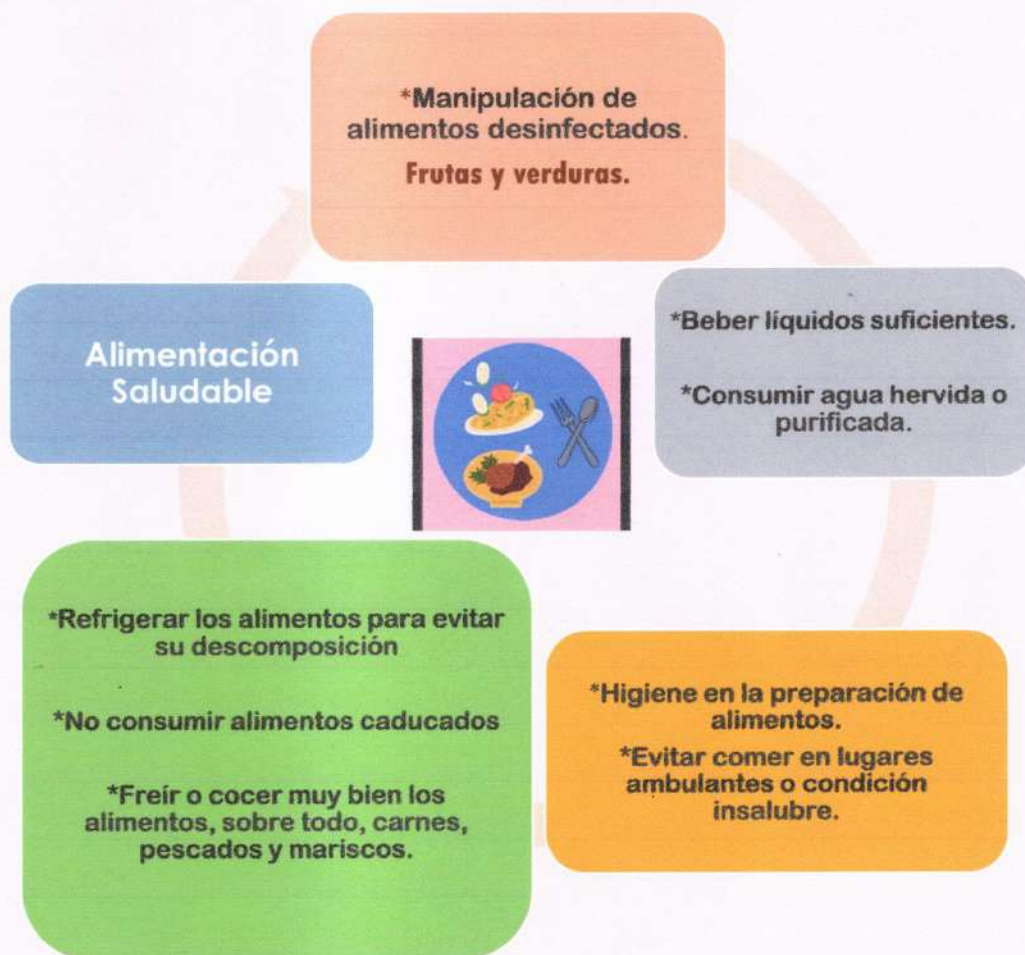 *Manipulación de
alimentos desinfectados.
Frutas y verduras.
*Beber líquidos suficientes.
*Consumir agua hervida o
purificada.
*Higiene en la preparación de
alimentos.
*Evitar comer en lugares
ambulantes o condición
insalubre.
*Refrigerar los alimentos para evitar
su descomposición
*No consumir alimentos caducados
*Freír o cocer muy bien los
alimentos, sobre todo, carnes,
pescados y mariscos.
Alimentación
Saludable